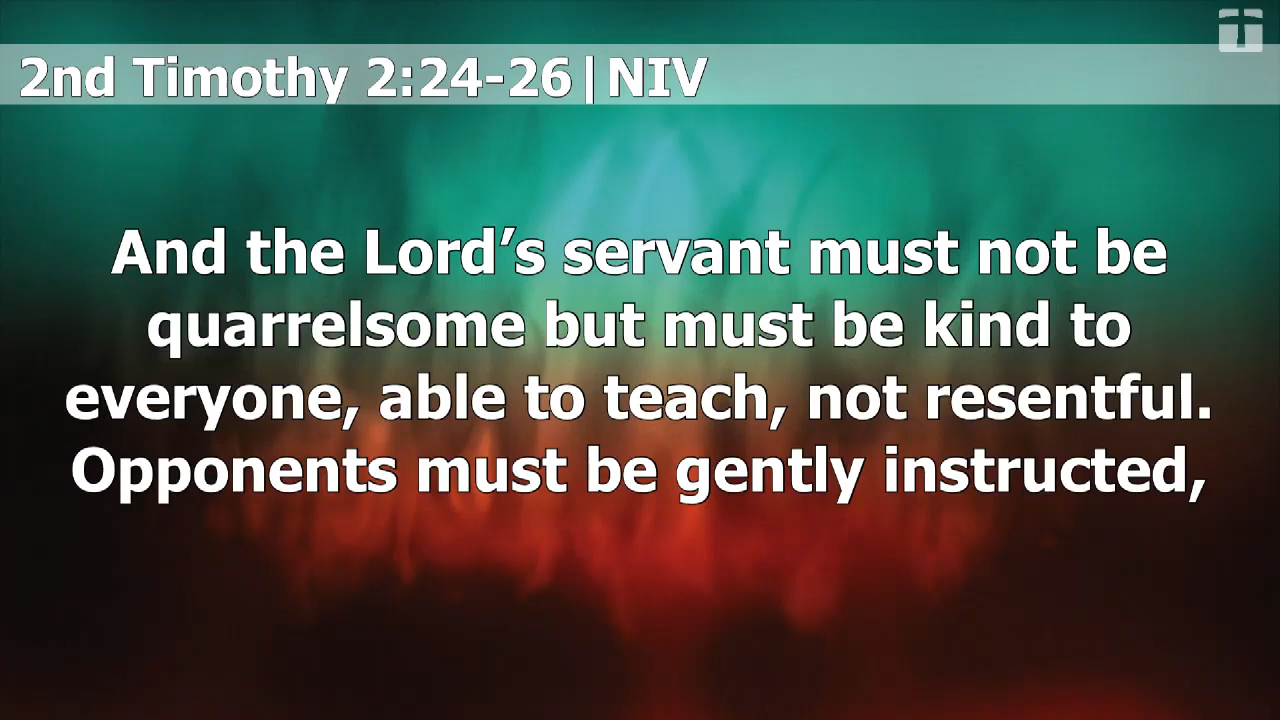 2nd Timothy 2:24-26|NIV
And the Lord’s servant must not be
quarrelsome but must be kind to
everyone, able to teach, not resentful.
Opponents must be gently instructed,